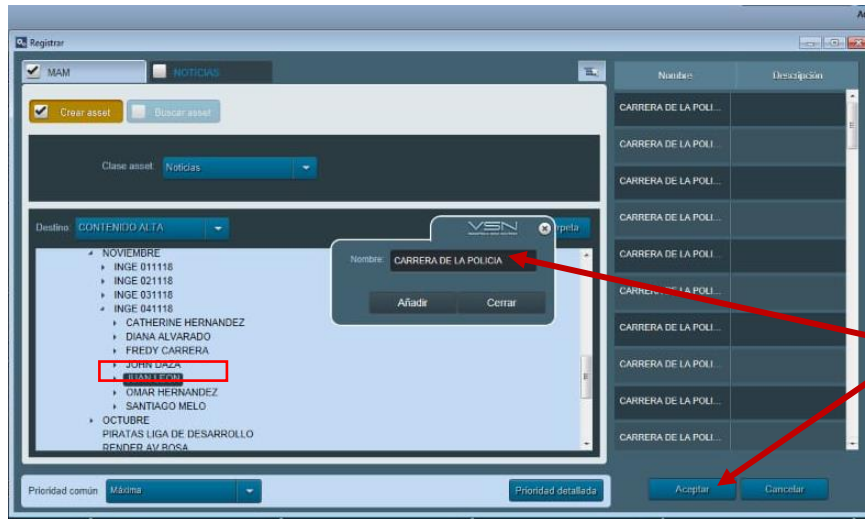 Registrar
MAM
NOTICIAS
Crear asset
Buscar asset
Clase asset: Noticias
Destino: CONTENIDO ALTA
NOVIEMBRE
INGE 011118
INGE 021118
INGE 031118
INGE 041118
CATHERINE HERNANDEZ
DIANA ALVARADO
FREDY CARRERA
JOHN DAZA
JUAN LEON
OMAR HERNANDEZ
SANTIAGO MELO
OCTUBRE
PIRATAS LIGA DE DESARROLLO
RENDER AV BOSA
VSN
Nombre: CARRERA DE LA POLICIA
Añadir Cerrar
Prioridad común Máxima
Prioridad detallada
Nombre Descripción
CARRERA DE LA POLI...
CARRERA DE LA POLI...
CARRERA DE LA POLI...
CARRERA DE LA POLI...
CARRERA DE LA POLI...
CARRERA DE LA POLI...
CARRERA DE LA POLI...
CARRERA DE LA POLI...
CARRERA DE LA POLI...
CARRERA DE LA POLI...
Aceptar Cancelar